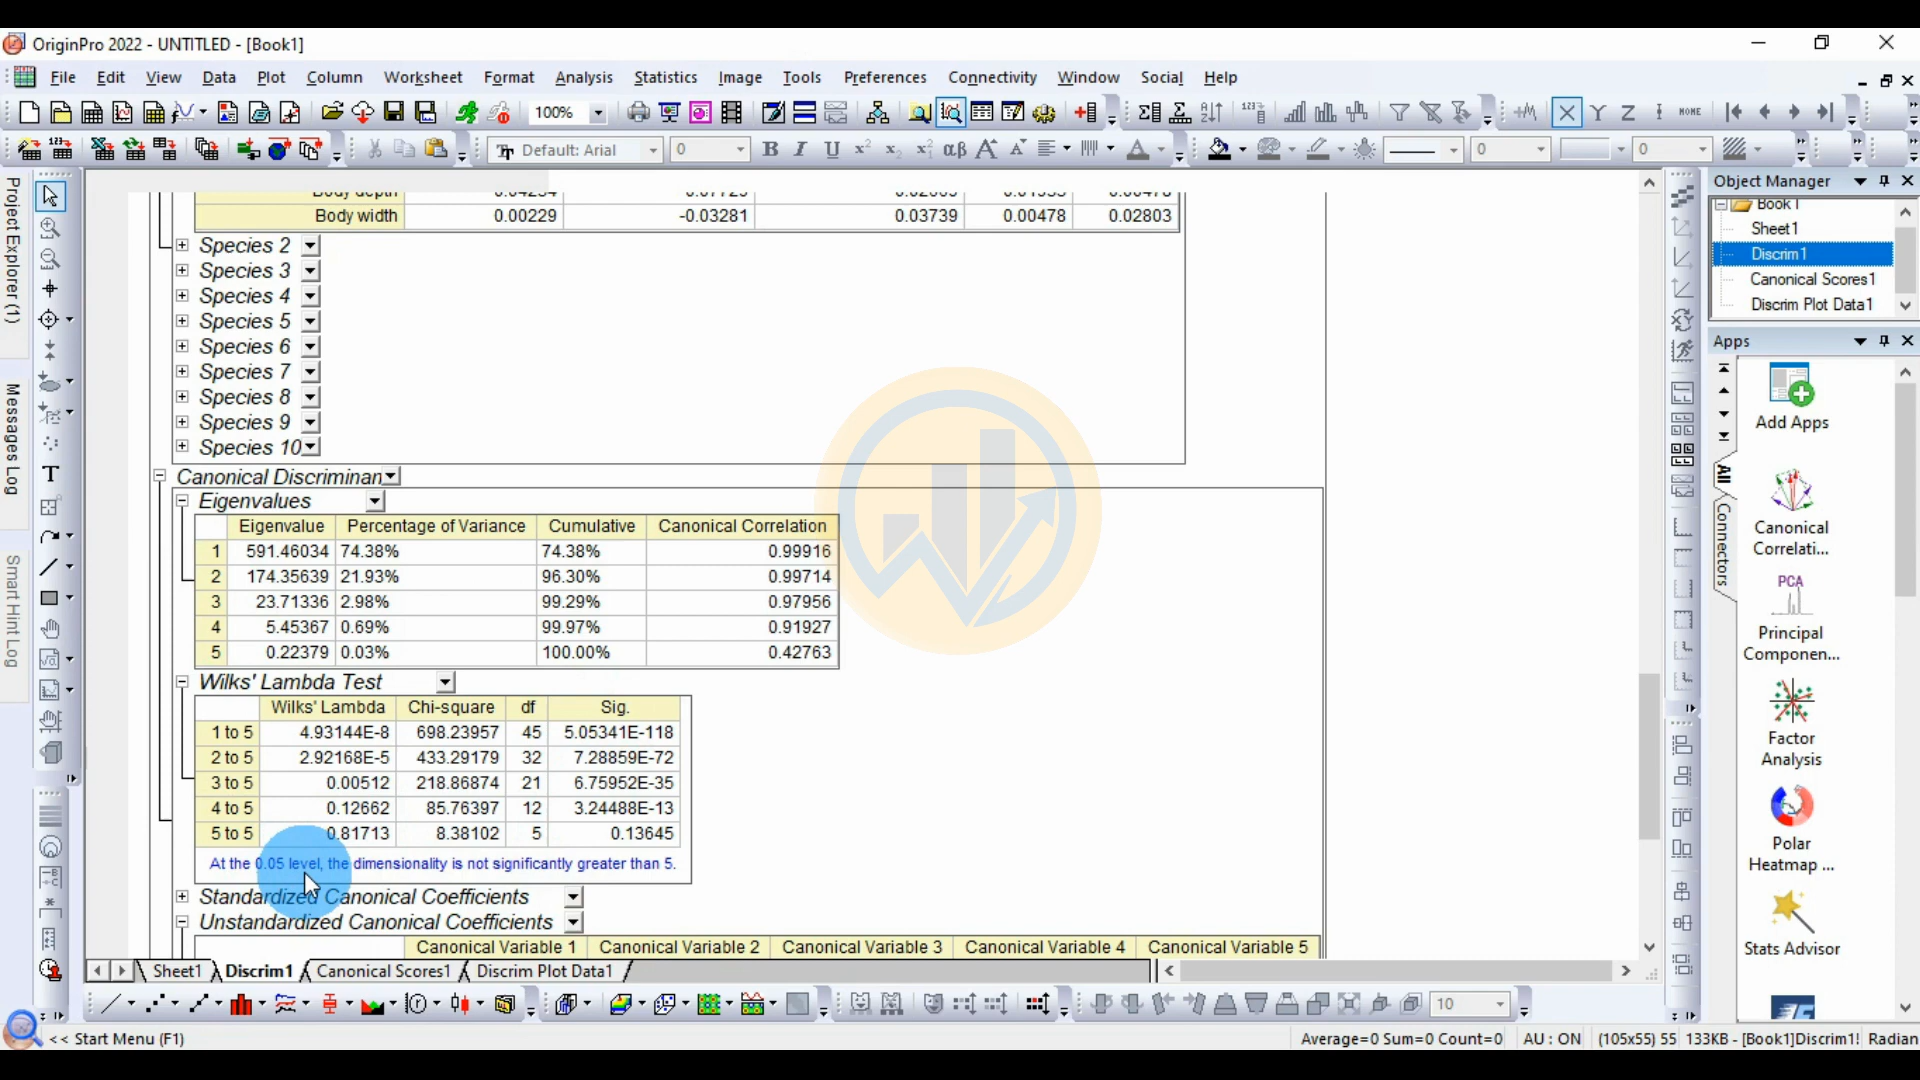 OriginPro 2022 - UNTITLED - [Book1]
File Edit View Data Plot Column Worksheet Format Analysis Statistics Image Tools Preferences Connectivity Window Social Help
100%
Default: Arial 0 B I U 0 0
Project Explorer (1)
Messages Log
Smart Hint Log
Body width 0.00229 -0.03281 0.03739 0.00478 0.02803
Species 2
Species 3
Species 4
Species 5
Species 6
Species 7
Species 8
Species 9
Species 10
Canonical Discriminan
Eigenvalues
Eigenvalue Percentage of Variance Cumulative Canonical Correlation
1 591.46034 74.38% 74.38% 0.99916
2 174.35639 21.93% 96.30% 0.99714
3 23.71336 2.98% 99.29% 0.97956
4 5.45367 0.69% 99.97% 0.91927
5 0.22379 0.03% 100.00% 0.42763
Wilks' Lambda Test
Wilks' Lambda Chi-square df Sig.
1 to 5 4.93144E-8 698.23957 45 5.05341E-118
2 to 5 2.92168E-5 433.29179 32 7.28859E-72
3 to 5 0.00512 218.86874 21 6.75952E-35
4 to 5 0.12662 85.76397 12 3.24488E-13
5 to 5 0.81713 8.38102 5 0.13645
At the 0.05 level, the dimensionality is not significantly greater than 5.
Standardized Canonical Coefficients
Unstandardized Canonical Coefficients
Canonical Variable 1 Canonical Variable 2 Canonical Variable 3 Canonical Variable 4 Canonical Variable 5
Sheet1 Discrim1 Canonical Scores1 Discrim Plot Data1
10
Object Manager
Book1
Sheet1
Discrim1
Canonical Scores1
Discrim Plot Data1
Apps
All
Connectors
Add Apps
Canonical
Correlati...
PCA
Principal
Componen...
Factor
Analysis
Polar
Heatmap ...
Stats Advisor
<< Start Menu (F1)
Average=0 Sum=0 Count=0 AU : ON (105x55) 55 133KB - [Book1]Discrim1! Radian